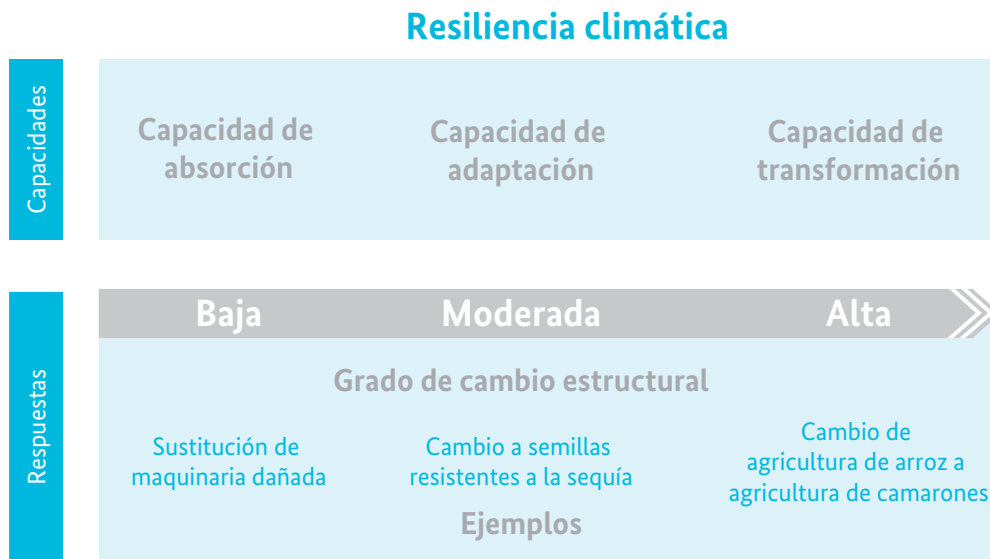 Resiliencia climática
Capacidades
Capacidad de
absorción
Capacidad de
adaptación
Capacidad de
transformación
Respuestas
Baja
Moderada
Alta
Grado de cambio estructural
Sustitución de
maquinaria dañada
Cambio a semillas
resistentes a la sequía
Cambio de
agricultura de arroz a
agricultura de camarones
Ejemplos